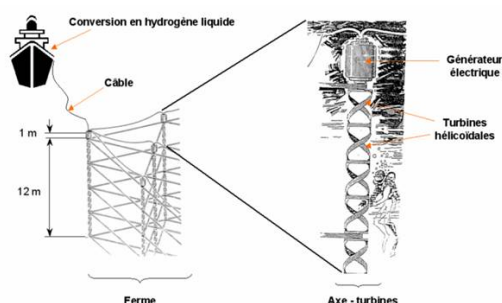 Conversion en hydrogène liquide
Câble
1 m
12 m
Ferme
Générateur
électrique
Turbines
hélicoïdales
Axe - turbines